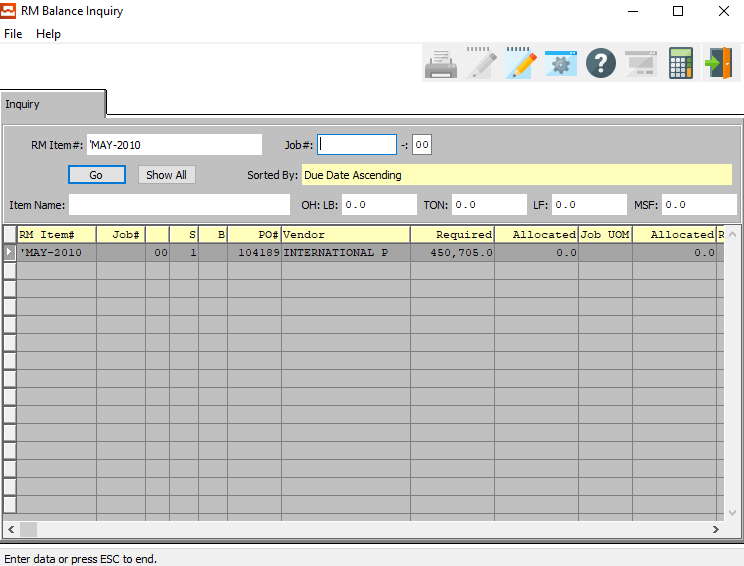 RM Balance Inquiry
File Help
Inquiry
RM Item#: 'MAY-2010 Job#: -: 00
Go Show All Sorted By: Due Date Ascending
Item Name: OH: LB: 0.0 TON: 0.0 LF: 0.0 MSF: 0.0
RM Item# Job# S B PO# Vendor Required Allocated Job UOM Allocated R
'MAY-2010 00 1 104189 INTERNATIONAL P 450,705.0 0.0 0.0
Enter data or press ESC to end.